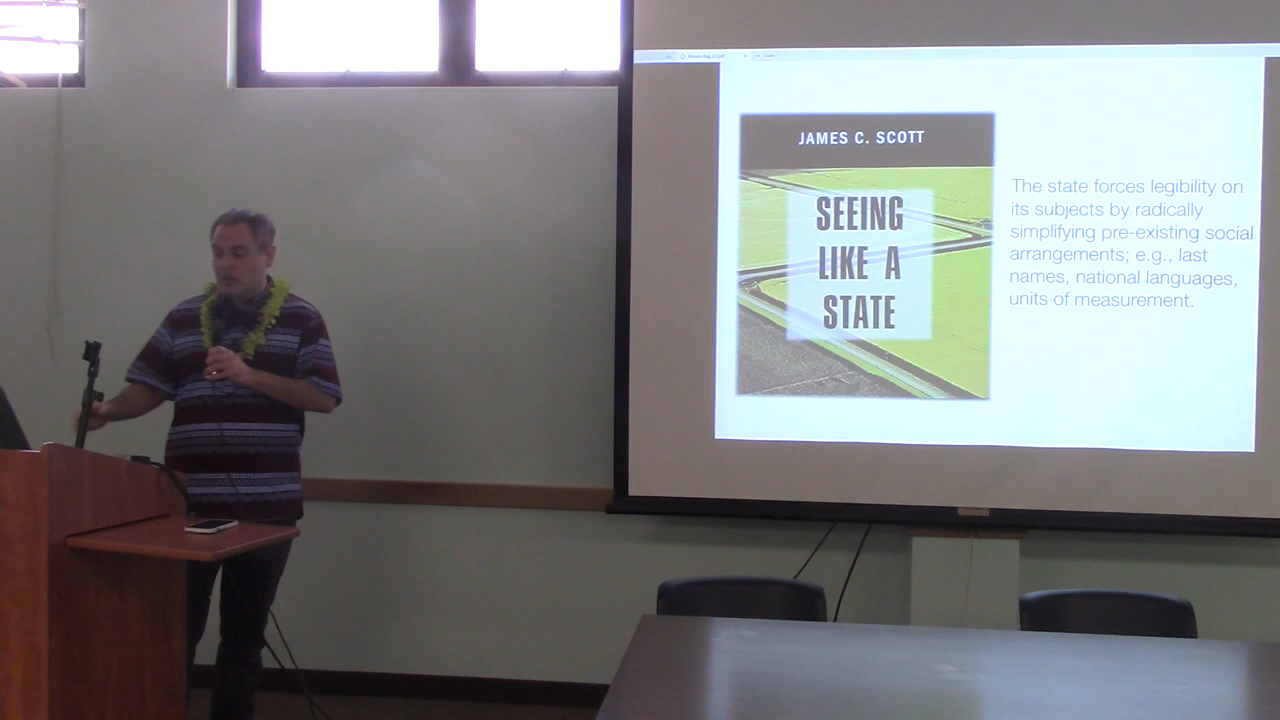 JAMES C. SCOTT
SEEING
LIKE A
STATE
The state forces legibility on
its subjects by radically
simplifying pre-existing social
arrangements; e.g., last
names, national languages,
units of measurement.